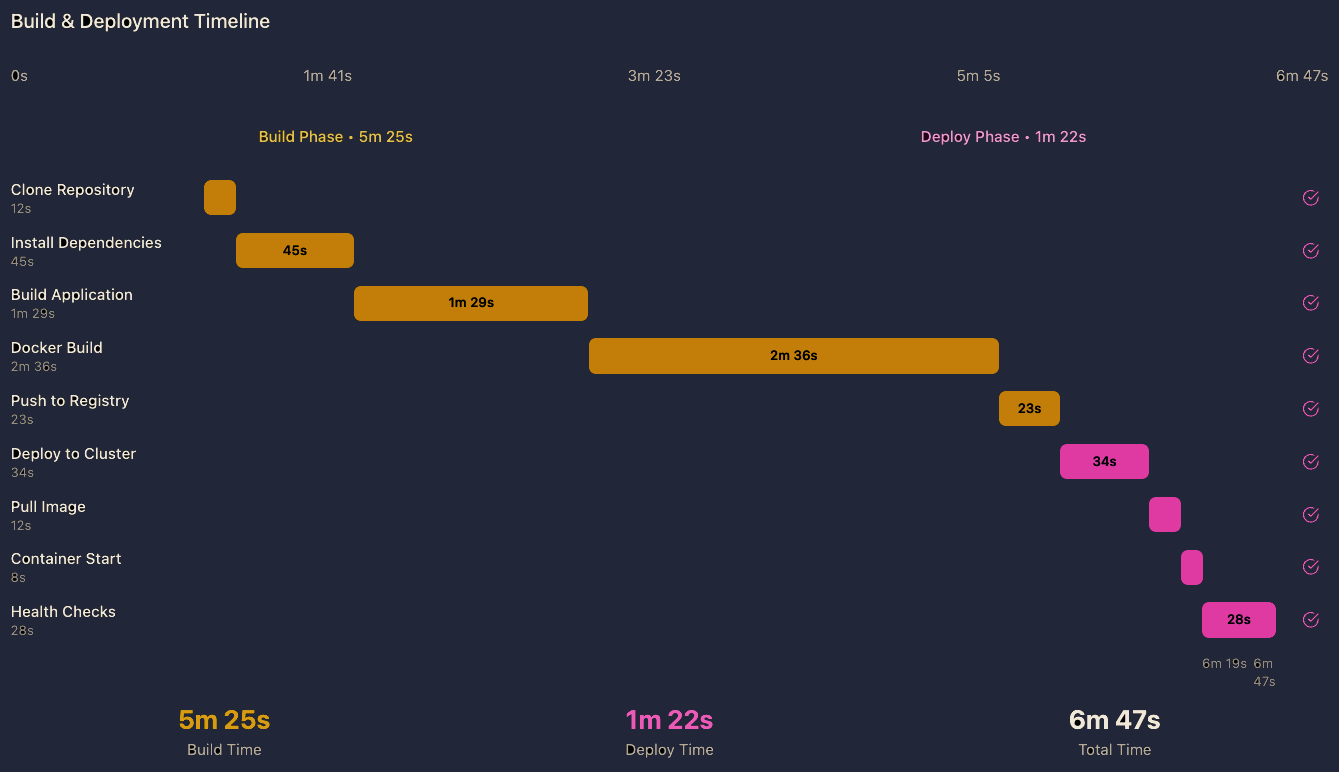 Build & Deployment Timeline
0s 1m 41s 3m 23s 5m 5s 6m 47s
Build Phase • 5m 25s Deploy Phase • 1m 22s
Clone Repository
12s
Install Dependencies
45s
45s
Build Application
1m 29s
1m 29s
Docker Build
2m 36s
2m 36s
Push to Registry
23s
23s
Deploy to Cluster
34s
34s
Pull Image
12s
Container Start
8s
Health Checks
28s
28s
6m 19s 6m
47s
5m 25s 1m 22s 6m 47s
Build Time Deploy Time Total Time